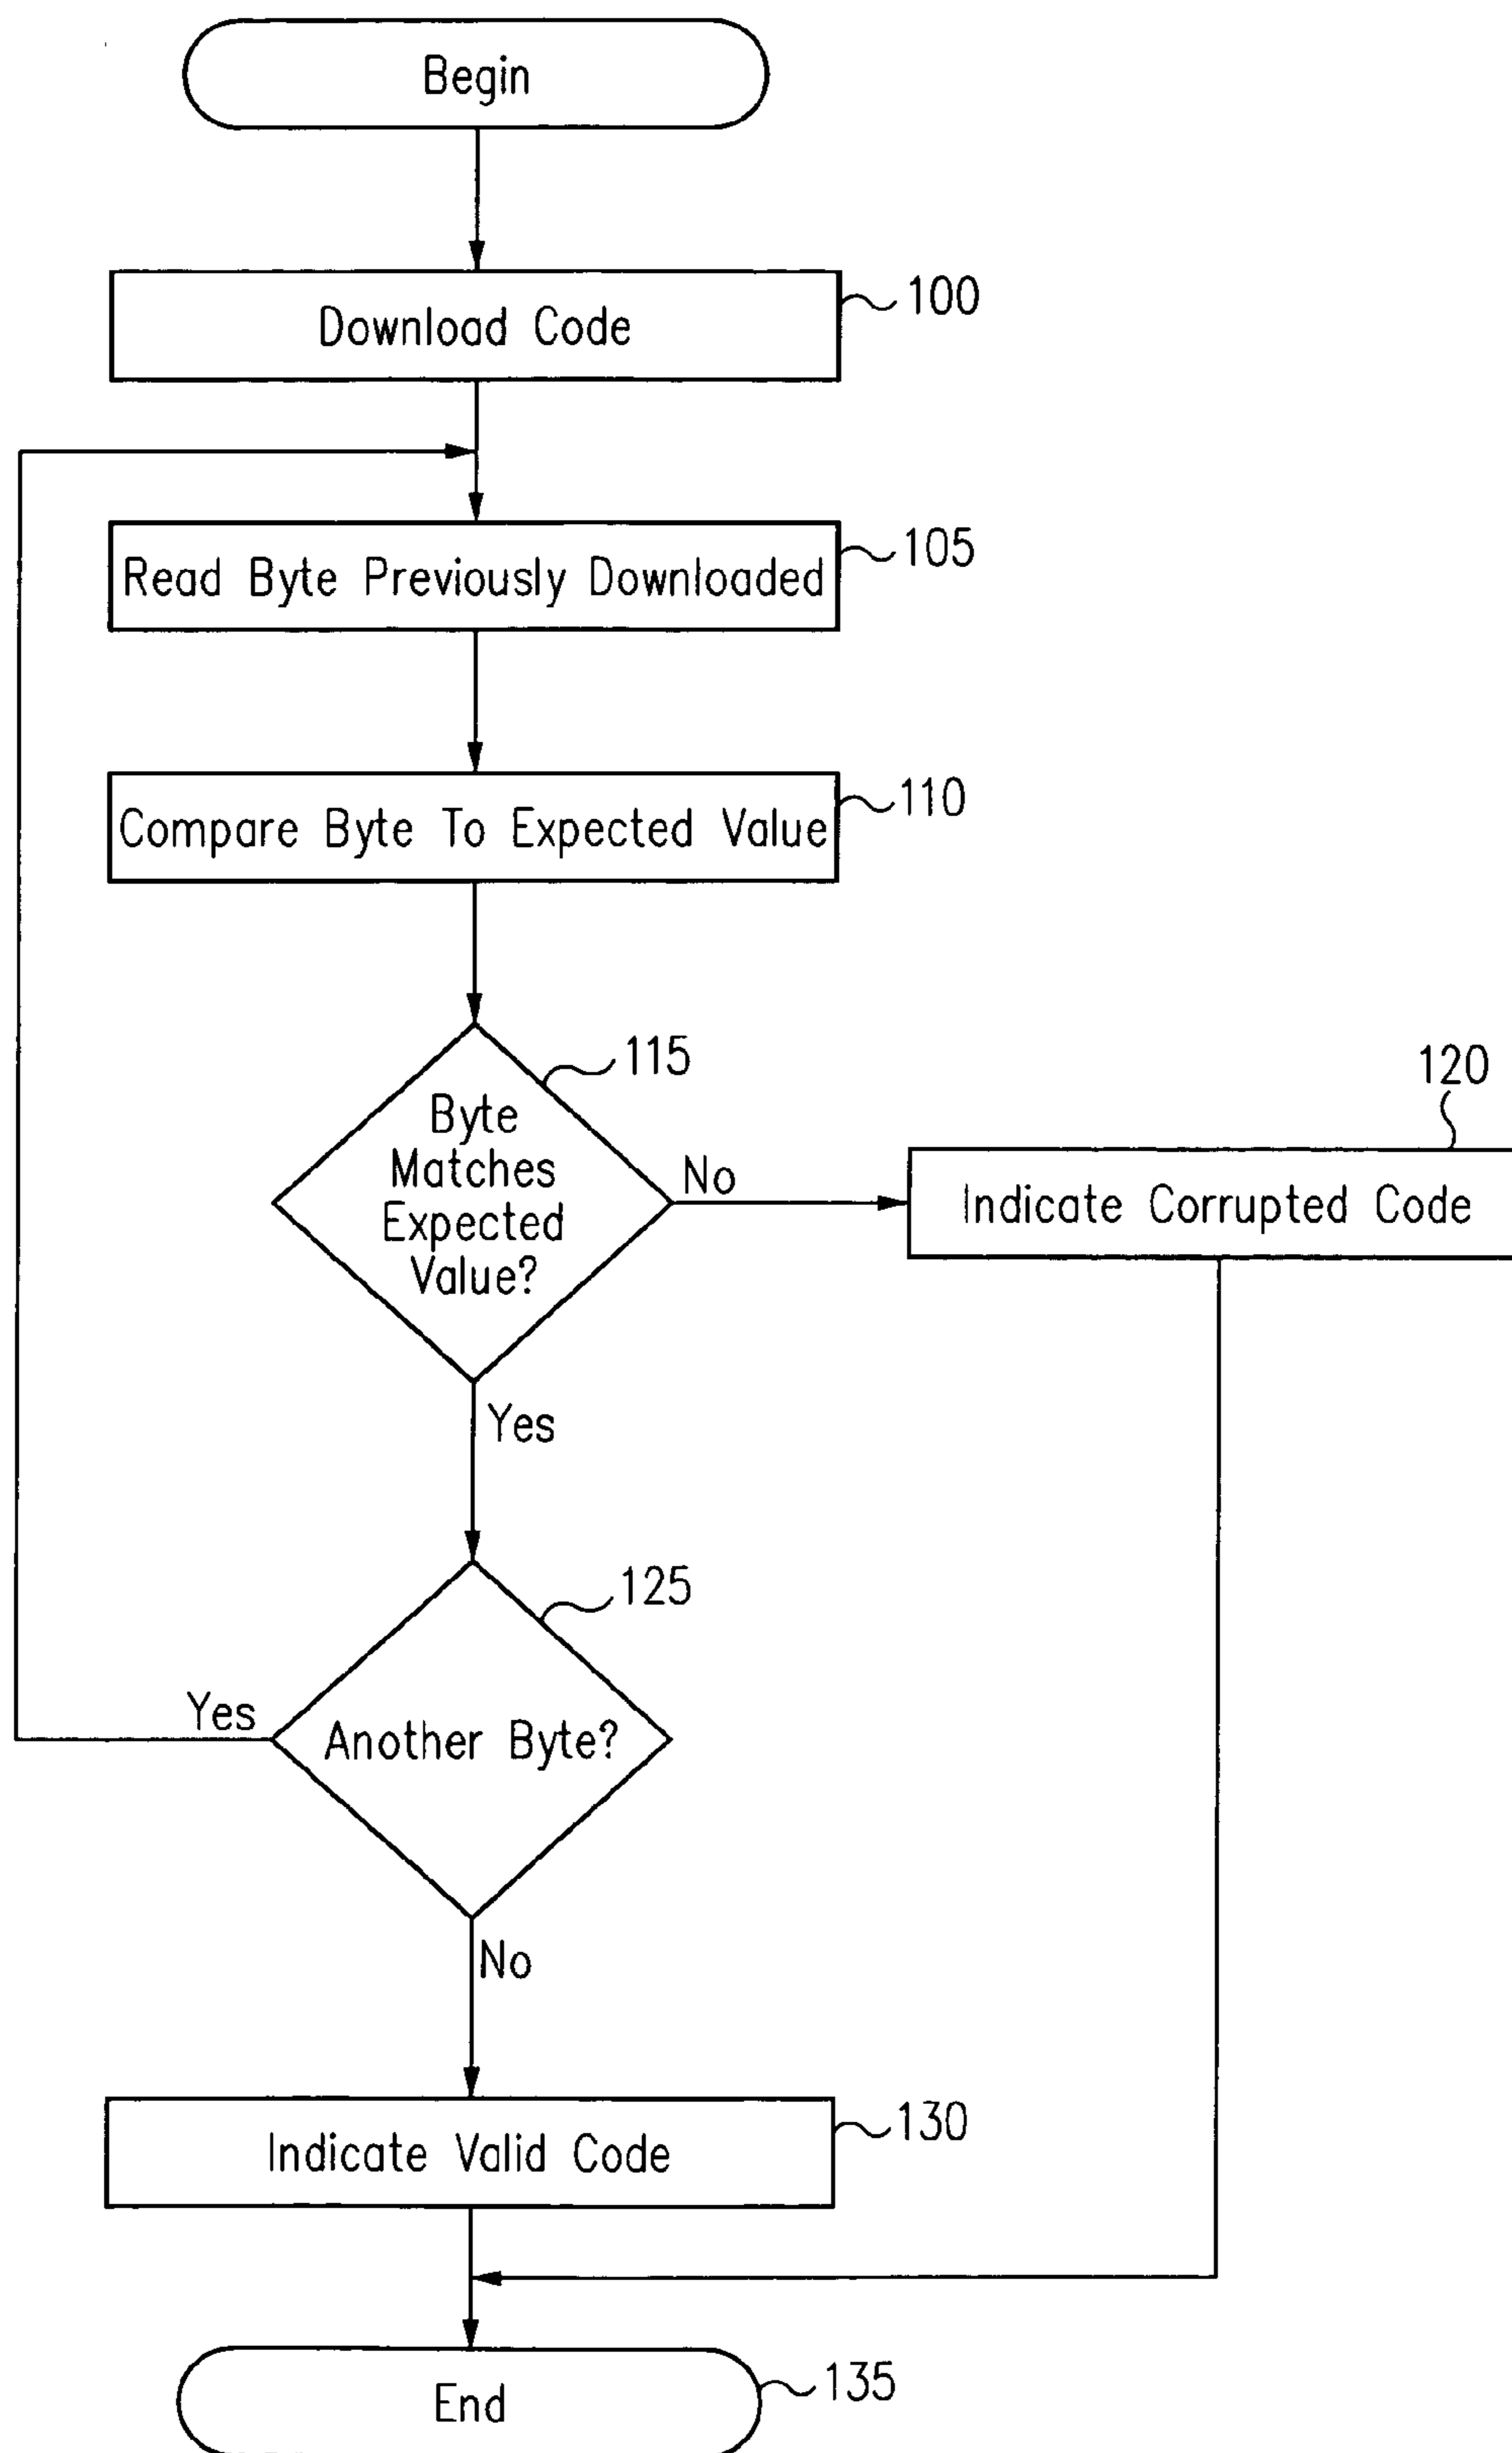 Begin
Download Code
100
Read Byte Previously Downloaded
105
Compare Byte To Expected Value
110
115
Byte
Matches
Expected
Value?
No
120
Indicate Corrupted Code
Yes
125
Another Byte?
Yes
No
Indicate Valid Code
130
End
135